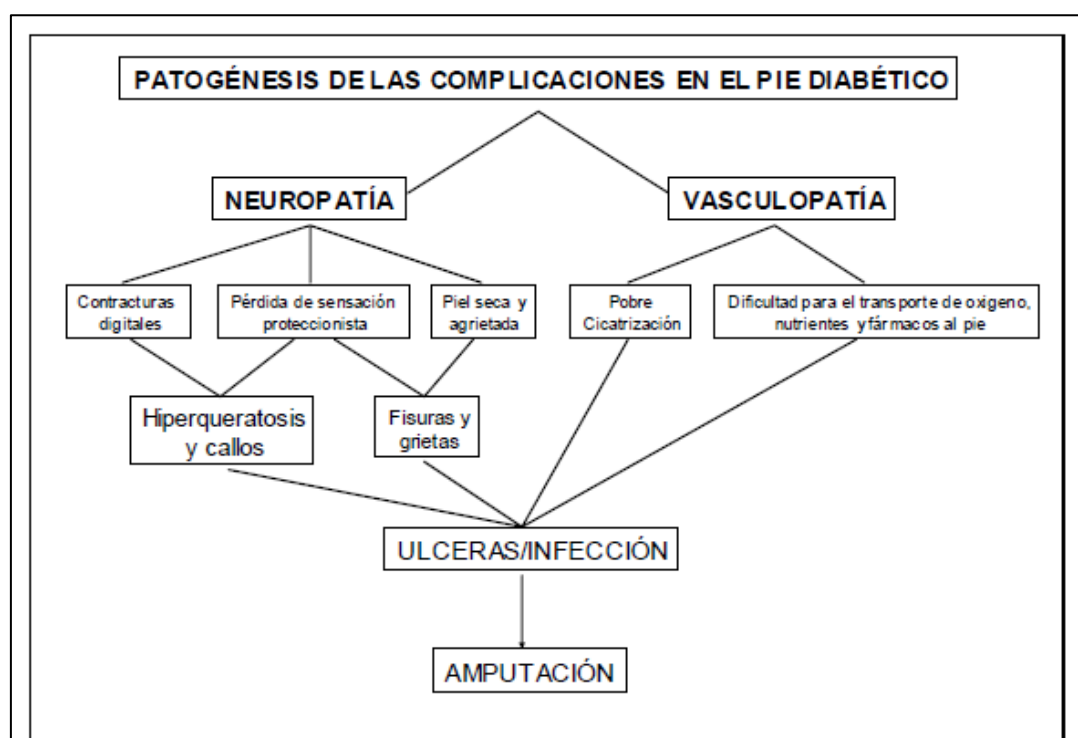 PATOGÉNESIS DE LAS COMPLICACIONES EN EL PIE DIABÉTICO
NEUROPATÍA
VASCULOPATÍA
Contracturas
digitales
Pérdida de sensación
proteccionista
Piel seca y
agrietada
Pobre
Cicatrización
Dificultad para el transporte de oxigeno,
nutrientes yfármacos al pie
Hiperqueratosis
y callos
Fisuras y
grietas
ULCERAS/INFECCIÓN
AMPUTACIÓN